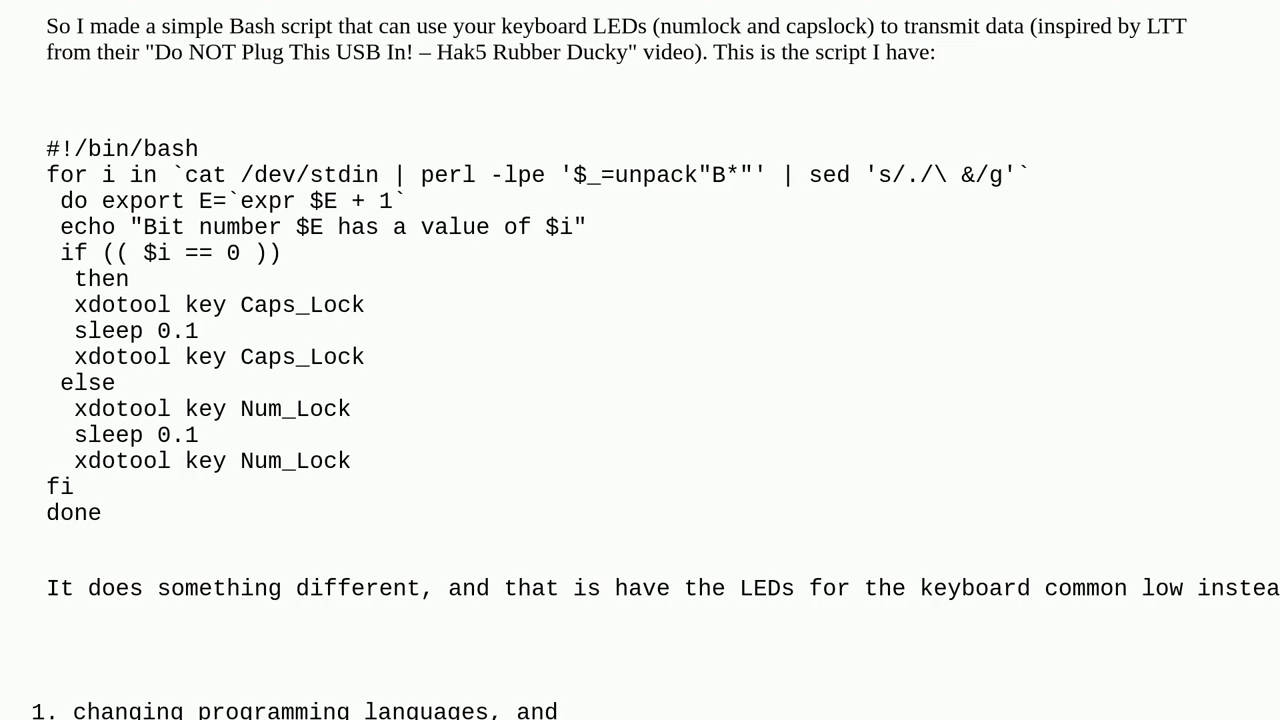 So I made a simple Bash script that can use your keyboard LEDs (numlock and capslock) to transmit data (inspired by LTT
from their "Do NOT Plug This USB In! – Hak5 Rubber Ducky" video). This is the script I have:
#!/bin/bash
for i in `cat /dev/stdin | perl -lpe '$_=unpack"B*"' | sed 's/./\ &/g'`
 do export E=`expr $E + 1`
 echo "Bit number $E has a value of $i"
 if (( $i == 0 ))
  then
  xdotool key Caps_Lock
  sleep 0.1
  xdotool key Caps_Lock
 else
  xdotool key Num_Lock
  sleep 0.1
  xdotool key Num_Lock
fi
done
It does something different, and that is have the LEDs for the keyboard common low
1. changing programming languages, and